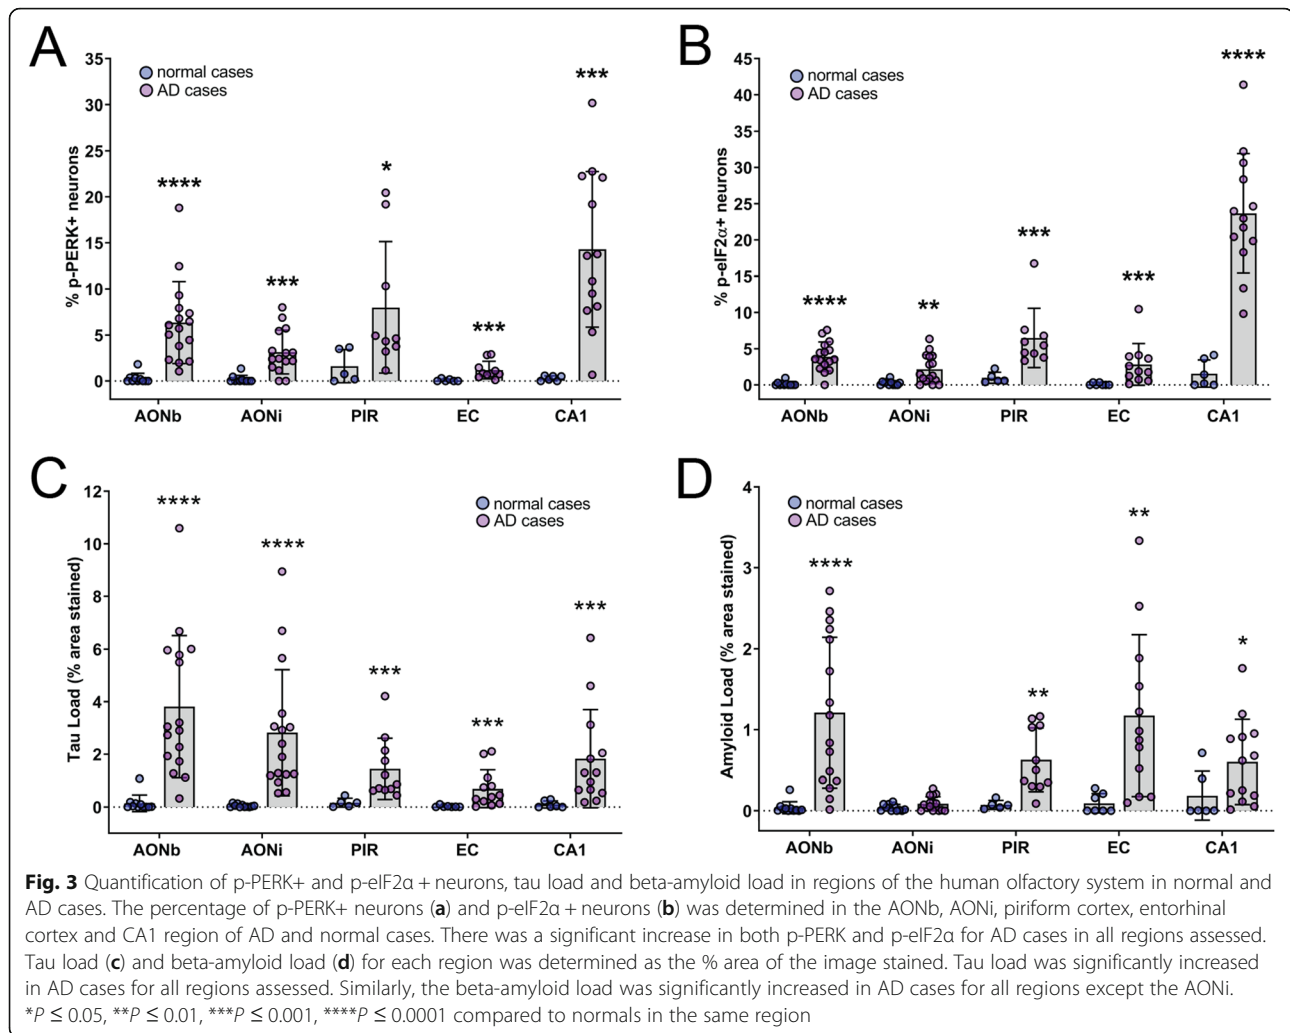 A
% p-PERK+ neurons
35
30
25
20
15
10
5
0
normal cases
AD cases
****
***
*
***
***
AONb AONi PIR EC CA1
B
% p-eIF2α+ neurons
45
40
35
30
25
20
15
10
5
0
normal cases
AD cases
****
**
***
***
****
AONb AONi PIR EC CA1
C
Tau Load (% area stained)
12
10
8
6
4
2
0
normal cases
AD cases
****
****
***
***
***
AONb AONi PIR EC CA1
D
Amyloid Load (% area stained)
4
3
2
1
0
normal cases
AD cases
****
**
**
*
AONb AONi PIR EC CA1
Fig. 3 Quantification of p-PERK+ and p-eIF2α + neurons, tau load and beta-amyloid load in regions of the human olfactory system in normal and
AD cases. The percentage of p-PERK+ neurons (a) and p-eIF2α + neurons (b) was determined in the AONb, AONi, piriform cortex, entorhinal
cortex and CA1 region of AD and normal cases. There was a significant increase in both p-PERK and p-eIF2α for AD cases in all regions assessed.
Tau load (c) and beta-amyloid load (d) for each region was determined as the % area of the image stained. Tau load was significantly increased
in AD cases for all regions assessed. Similarly, the beta-amyloid load was significantly increased in AD cases for all regions except the AONi.
*P ≤ 0.05, **P ≤ 0.01, ***P ≤ 0.001, ****P ≤ 0.0001 compared to normals in the same region